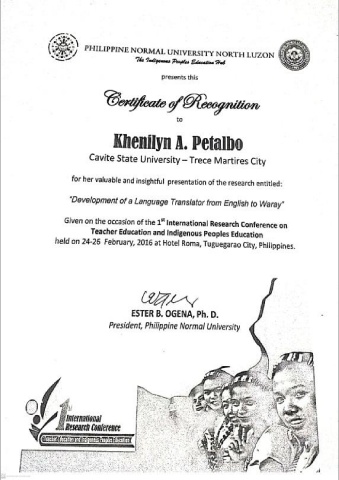 PHILIPPINE NORMAL UNIVERSITY NORTH LUZON
The Indigenous Peoples Education Hub
presents this
Certificate of Recognition
to
Khenilyn A. Petalbo
Cavite State University – Trece Martires City
for her valuable and insightful presentation of the research entitled:
"Development of a Language Translator from English to Waray"
Given on the occasion of the 1st International Research Conference on
Teacher Education and Indigenous Peoples Education
held on 24-26 February, 2016 at Hotel Roma, Tuguegarao City, Philippines.
ESTER B. OGENA, Ph. D.
President, Philippine Normal University
1st
International
Research Conference